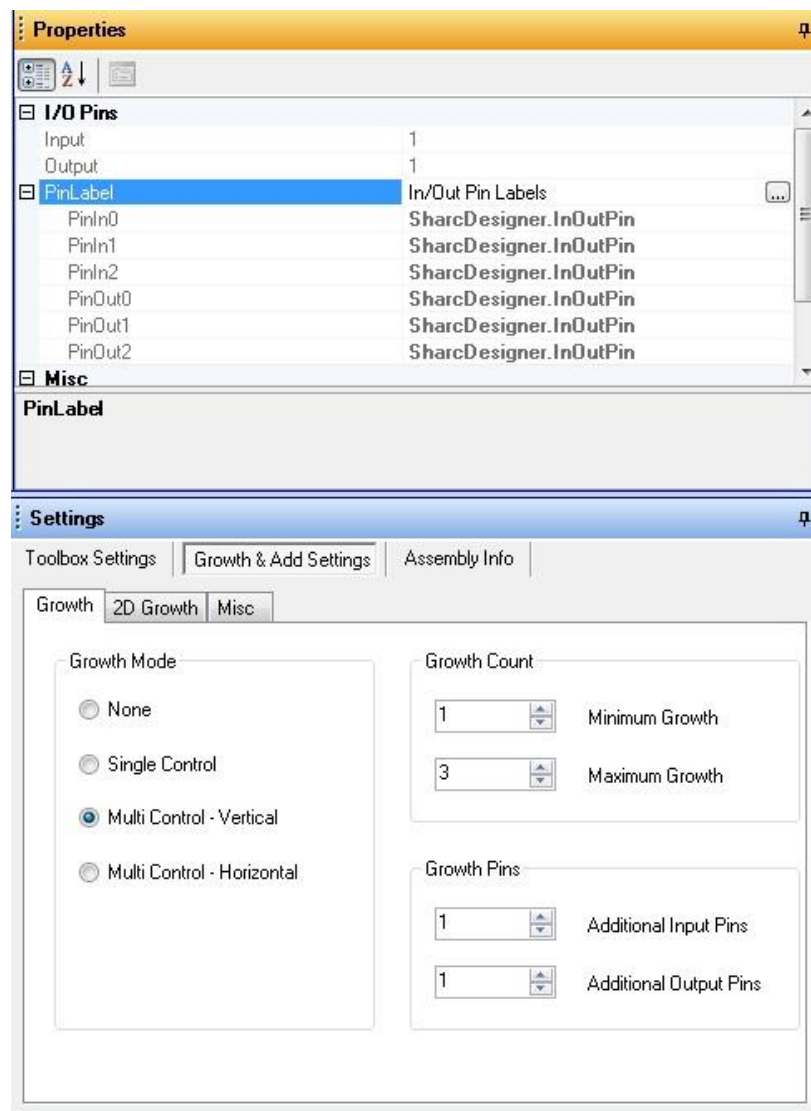 Properties
I/O Pins
Input 1
Output 1
PinLabel In/Out Pin Labels ...
PinIn0 SharcDesigner.InOutPin
PinIn1 SharcDesigner.InOutPin
PinIn2 SharcDesigner.InOutPin
PinOut0 SharcDesigner.InOutPin
PinOut1 SharcDesigner.InOutPin
PinOut2 SharcDesigner.InOutPin
Misc
PinLabel
Settings
Toolbox Settings Growth & Add Settings Assembly Info
Growth 2D Growth Misc
Growth Mode
None
Single Control
Multi Control - Vertical
Multi Control - Horizontal
Growth Count
1 Minimum Growth
3 Maximum Growth
Growth Pins
1 Additional Input Pins
1 Additional Output Pins